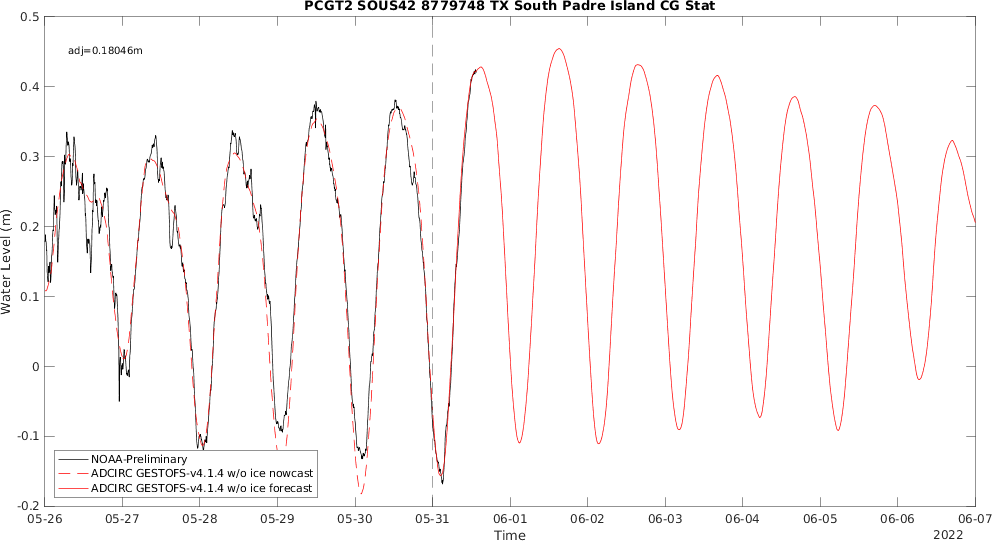 PCGT2 SOUS42 8779748 TX South Padre Island CG Stat
adj=0.18046m
Water Level (m)
0.5
0.4
0.3
0.2
0.1
0
-0.1
-0.2
NOAA-Preliminary
ADCIRC GESTOFS-v4.1.4 w/o ice nowcast
ADCIRC GESTOFS-v4.1.4 w/o ice forecast
05-26 05-27 05-28 05-29 05-30 05-31 06-01 06-02 06-03 06-04 06-05 06-06 06-07
Time
2022